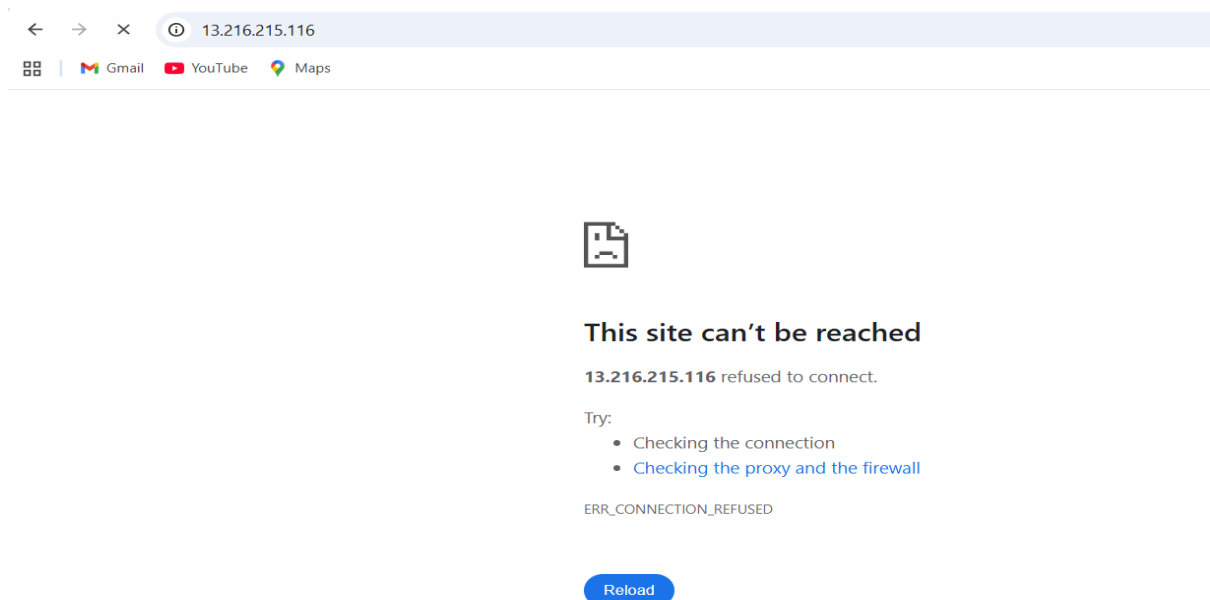 13.216.215.116
Gmail YouTube Maps
This site can’t be reached
13.216.215.116 refused to connect.
Try:
• Checking the connection
• Checking the proxy and the firewall
ERR_CONNECTION_REFUSED
Reload